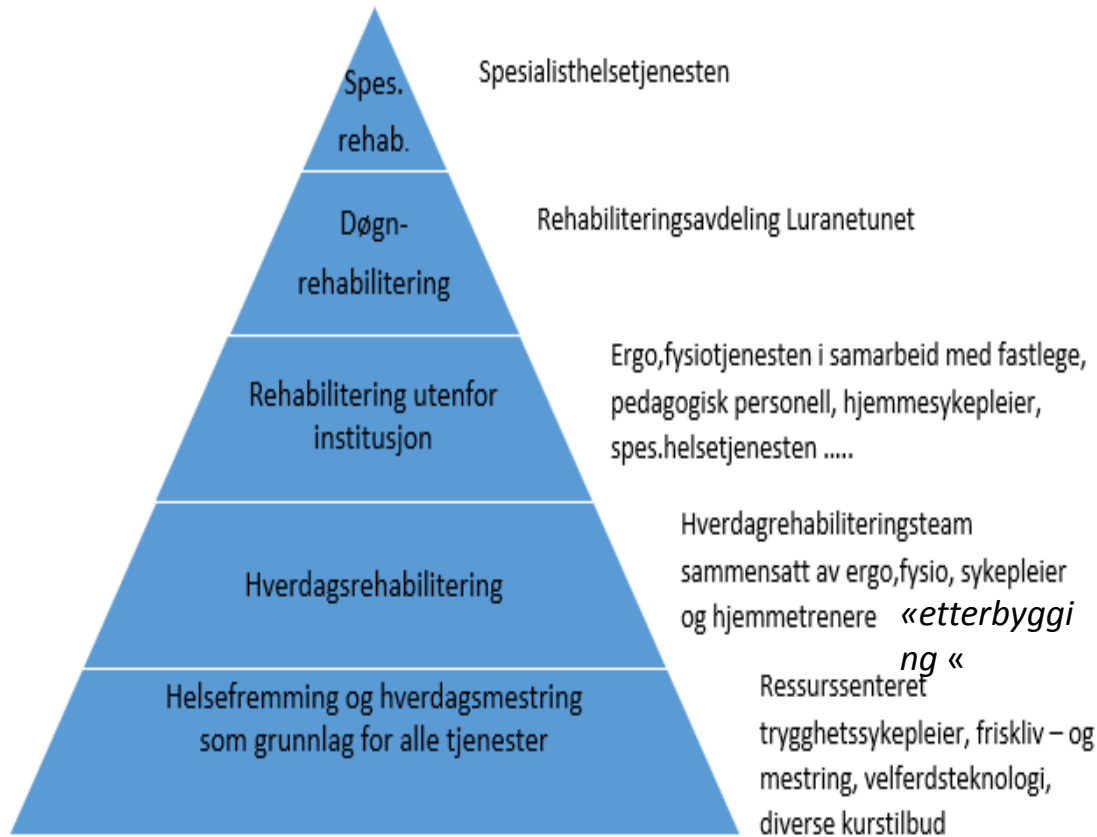 Spes.
rehab.
Spesialisthelsetjenesten
Døgn-
rehabilitering
Rehabiliteringsavdeling Luranetunet
Rehabilitering utenfor
institusjon
Ergo,fysiotjenesten i samarbeid med fastlege,
pedagogisk personell, hjemmesykepleier,
spes.helsetjenesten .....
Hverdagsrehabilitering
Hverdagrehabiliteringsteam
sammensatt av ergo,fysio, sykepleier
og hjemmetrenere «etterbyggi
ng «
Helsefremming og hverdagsmestring
som grunnlag for alle tjenester
Ressurssenteret
trygghetssykepleier, friskliv – og
mestring, velferdsteknologi,
diverse kurstilbud